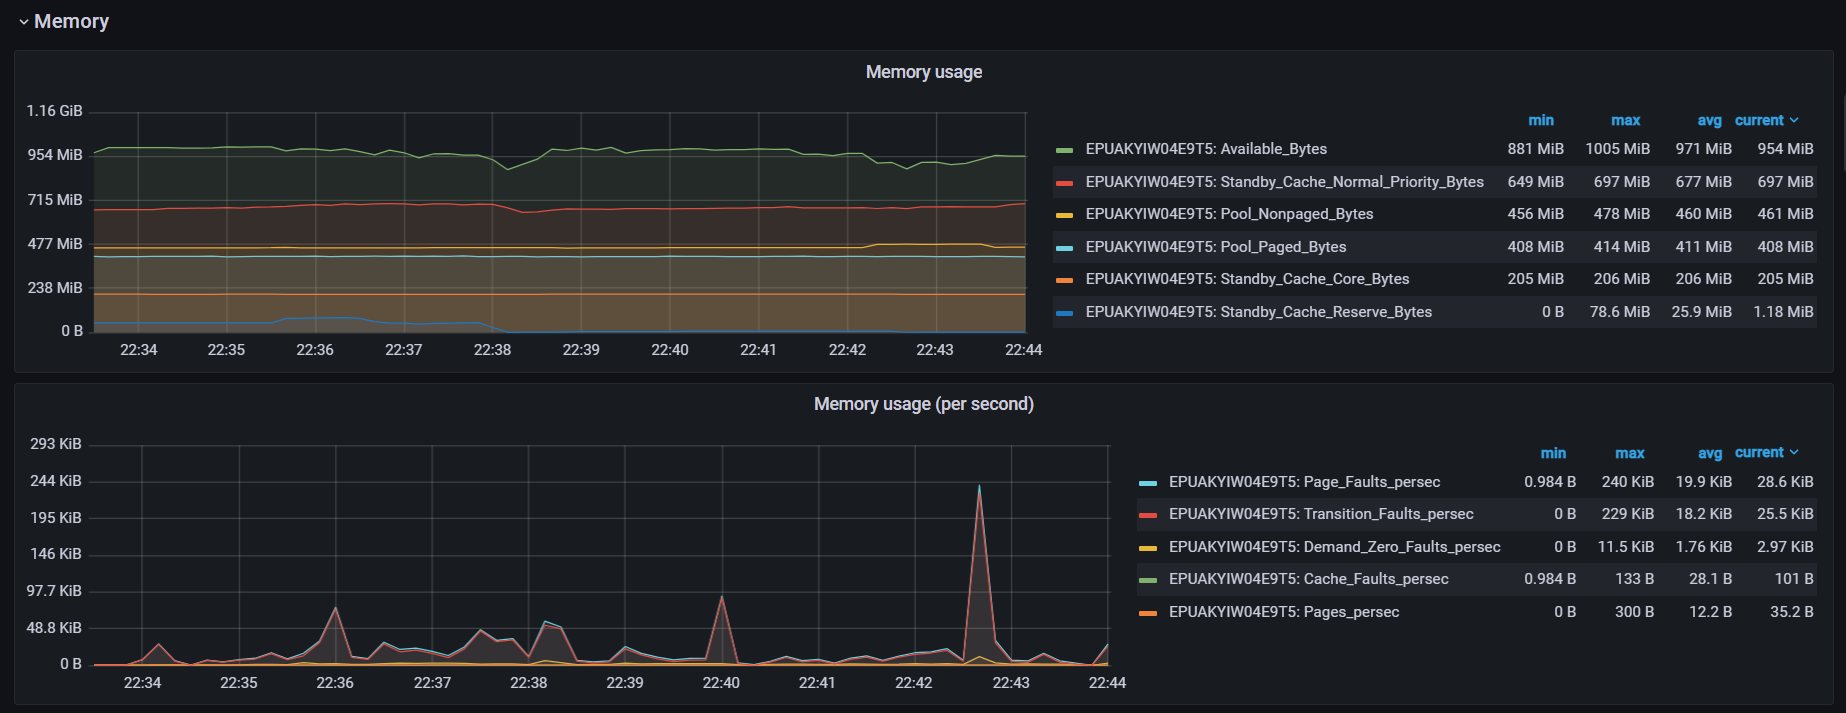 Memory
Memory usage
1.16 GiB
954 MiB
715 MiB
477 MiB
238 MiB
0 B
22:34 22:35 22:36 22:37 22:38 22:39 22:40 22:41 22:42 22:43 22:44
min max avg current
EPUAKYIW04E9T5: Available_Bytes 881 MiB 1005 MiB 971 MiB 954 MiB
EPUAKYIW04E9T5: Standby_Cache_Normal_Priority_Bytes 649 MiB 697 MiB 677 MiB 697 MiB
EPUAKYIW04E9T5: Pool_Nonpaged_Bytes 456 MiB 478 MiB 460 MiB 461 MiB
EPUAKYIW04E9T5: Pool_Paged_Bytes 408 MiB 414 MiB 411 MiB 408 MiB
EPUAKYIW04E9T5: Standby_Cache_Core_Bytes 205 MiB 206 MiB 206 MiB 205 MiB
EPUAKYIW04E9T5: Standby_Cache_Reserve_Bytes 0 B 78.6 MiB 25.9 MiB 1.18 MiB
Memory usage (per second)
293 KiB
244 KiB
195 KiB
146 KiB
97.7 KiB
48.8 KiB
0 B
22:34 22:35 22:36 22:37 22:38 22:39 22:40 22:41 22:42 22:43 22:44
min max avg current
EPUAKYIW04E9T5: Page_Faults_persec 0.984 B 240 KiB 19.9 KiB 28.6 KiB
EPUAKYIW04E9T5: Transition_Faults_persec 0 B 229 KiB 18.2 KiB 25.5 KiB
EPUAKYIW04E9T5: Demand_Zero_Faults_persec 0 B 11.5 KiB 1.76 KiB 2.97 KiB
EPUAKYIW04E9T5: Cache_Faults_persec 0.984 B 133 B 28.1 B 101 B
EPUAKYIW04E9T5: Pages_persec 0 B 300 B 12.2 B 35.2 B